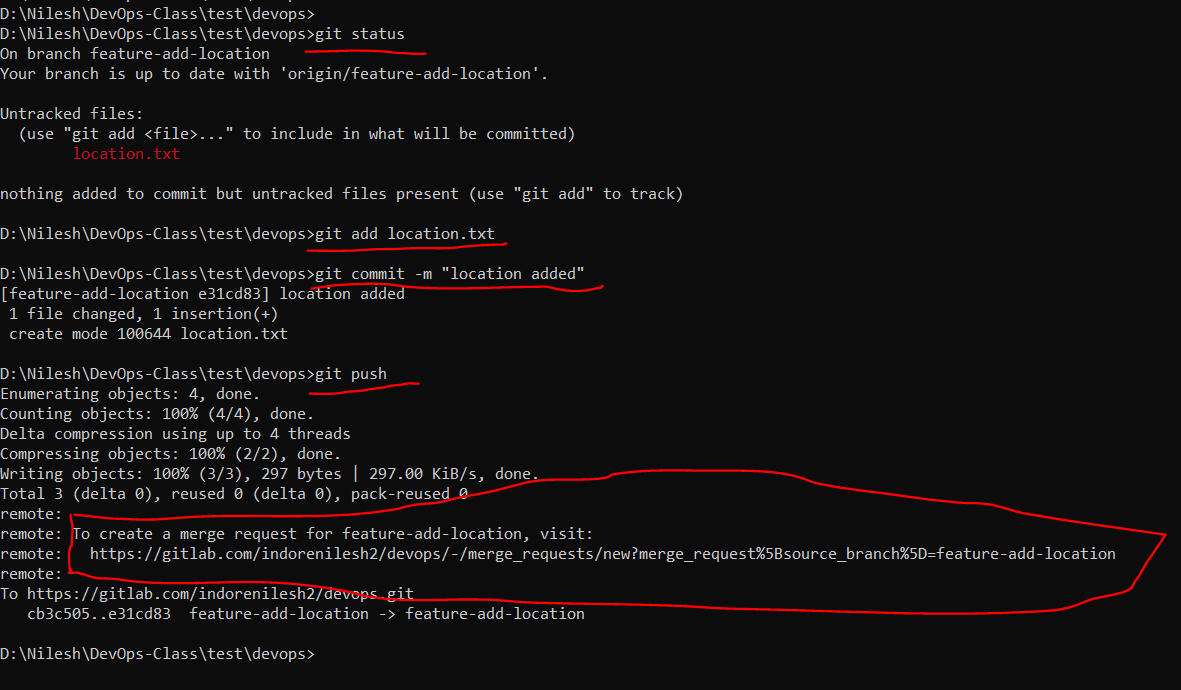 D:\Nilesh\DevOps-Class\test\devops>
D:\Nilesh\DevOps-Class\test\devops>git status
On branch feature-add-location
Your branch is up to date with 'origin/feature-add-location'.
Untracked files:
  (use "git add <file>..." to include in what will be committed)
        location.txt
nothing added to commit but untracked files present (use "git add" to track)
D:\Nilesh\DevOps-Class\test\devops>git add location.txt
D:\Nilesh\DevOps-Class\test\devops>git commit -m "location added"
[feature-add-location e31cd83] location added
 1 file changed, 1 insertion(+)
 create mode 100644 location.txt
D:\Nilesh\DevOps-Class\test\devops>git push
Enumerating objects: 4, done.
Counting objects: 100% (4/4), done.
Delta compression using up to 4 threads
Compressing objects: 100% (2/2), done.
Writing objects: 100% (3/3), 297 bytes | 297.00 KiB/s, done.
Total 3 (delta 0), reused 0 (delta 0), pack-reused 0
remote:
remote: To create a merge request for feature-add-location, visit:
remote:   https://gitlab.com/indorenilesh2/devops/-/merge_requests/new?merge_request%5Bsource_branch%5D=feature-add-location
remote:
To https://gitlab.com/indorenilesh2/devops.git
   cb3c505..e31cd83  feature-add-location -> feature-add-location
D:\Nilesh\DevOps-Class\test\devops>